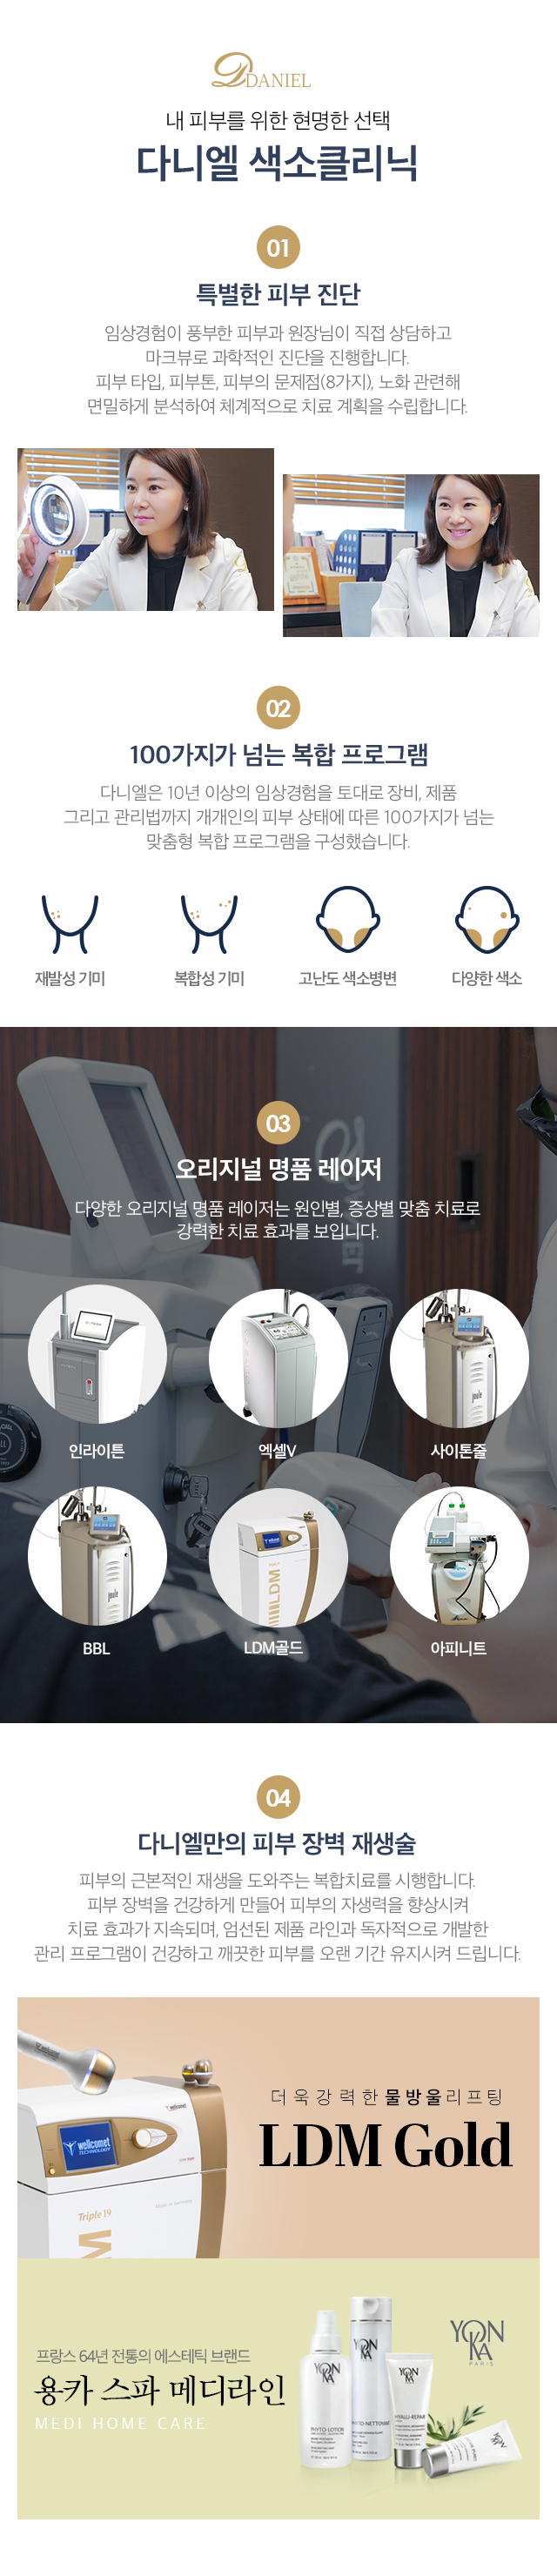 DANIEL
내 피부를 위한 현명한 선택
다니엘 색소클리닉
01
특별한 피부 진단
임상경험이 풍부한 피부과 원장님이 직접 상담하고
마크뷰로 과학적인 진단을 진행합니다.
피부 타입, 피부톤, 피부의 문제점(8가지), 노화 관련해
면밀하게 분석하여 체계적으로 치료 계획을 수립합니다.
02
100가지가 넘는 복합 프로그램
다니엘은 10년 이상의 임상경험을 토대로 장비, 제품
그리고 관리법까지 개개인의 피부 상태에 따른 100가지가 넘는
맞춤형 복합 프로그램을 구성했습니다.
재발성 기미
복합성 기미
고난도 색소병변
다양한 색소
03
오리지널 명품 레이저
다양한 오리지널 명품 레이저는 원인별, 증상별 맞춤 치료로
강력한 치료 효과를 보입니다.
joule
인라이튼
엑셀V
사이톤줄
joule
LDM
BBL
LDM골드
아피니트
04
다니엘만의 피부 장벽 재생술
피부의 근본적인 재생을 도와주는 복합치료를 시행합니다.
피부 장벽을 건강하게 만들어 피부의 자생력을 향상시켜
치료 효과가 지속되며, 엄선된 제품 라인과 독자적으로 개발한
관리 프로그램이 건강하고 깨끗한 피부를 오랜 기간 유지시켜 드립니다.
더욱강력한 물방울리프팅
LDM Gold
wellcomet
TECHNOLOGY
Triple 19
프랑스 64년 전통의 에스테틱 브랜드
용카 스파 메디라인
MEDI HOME CARE
YON
KA
PARIS
YON
KA
PHYTO-LOTION
YON
KA
PHYTO-NETTOYANT
YON
KA
HYALU-REPAIR